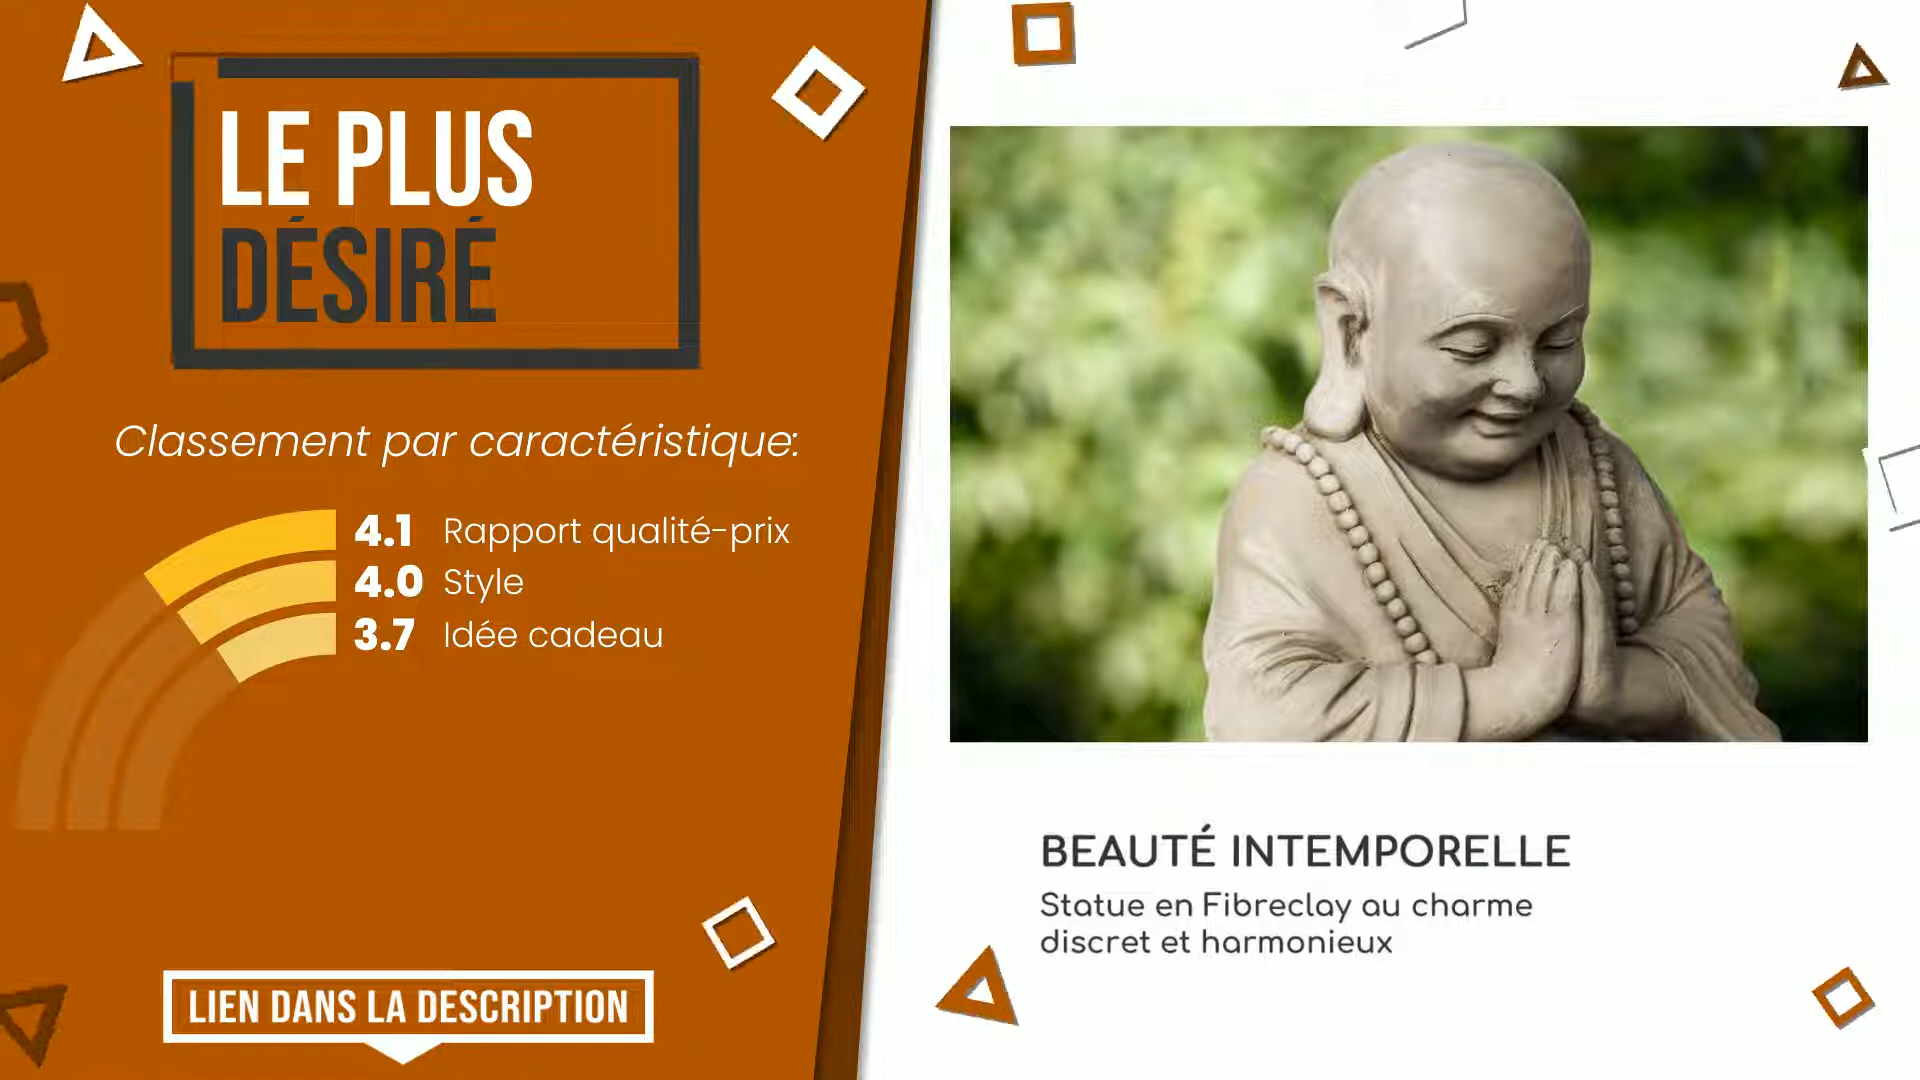 LE PLUS
DÉSIRÉ
Classement par caractéristique:
4.1 Rapport qualité-prix
4.0 Style
3.7 Idée cadeau
LIEN DANS LA DESCRIPTION
BEAUTÉ INTEMPORELLE
Statue en Fibreclay au charme
discret et harmonieux